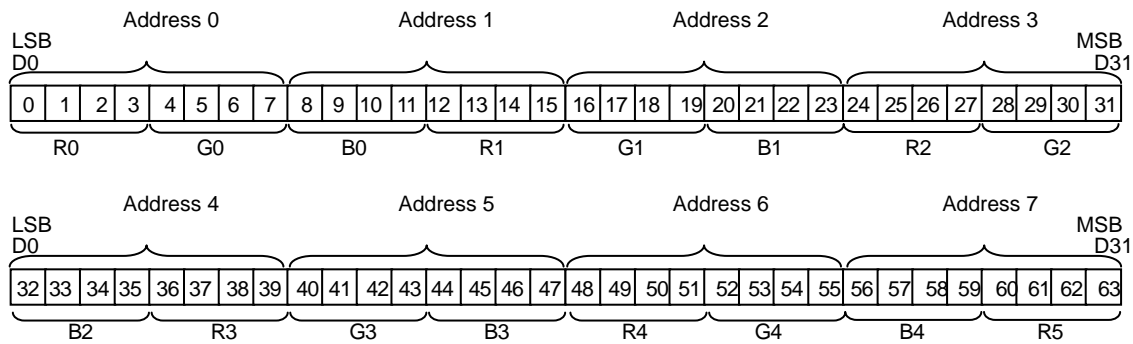 Address 0 Address 1 Address 2 Address 3
LSB MSB
D0 D31
0 1 2 3 4 5 6 7 8 9 10 11 12 13 14 15 16 17 18 19 20 21 22 23 24 25 26 27 28 29 30 31
R0 G0 B0 R1 G1 B1 R2 G2
Address 4 Address 5 Address 6 Address 7
LSB MSB
D0 D31
32 33 34 35 36 37 38 39 40 41 42 43 44 45 46 47 48 49 50 51 52 53 54 55 56 57 58 59 60 61 62 63
B2 R3 G3 B3 R4 G4 B4 R5